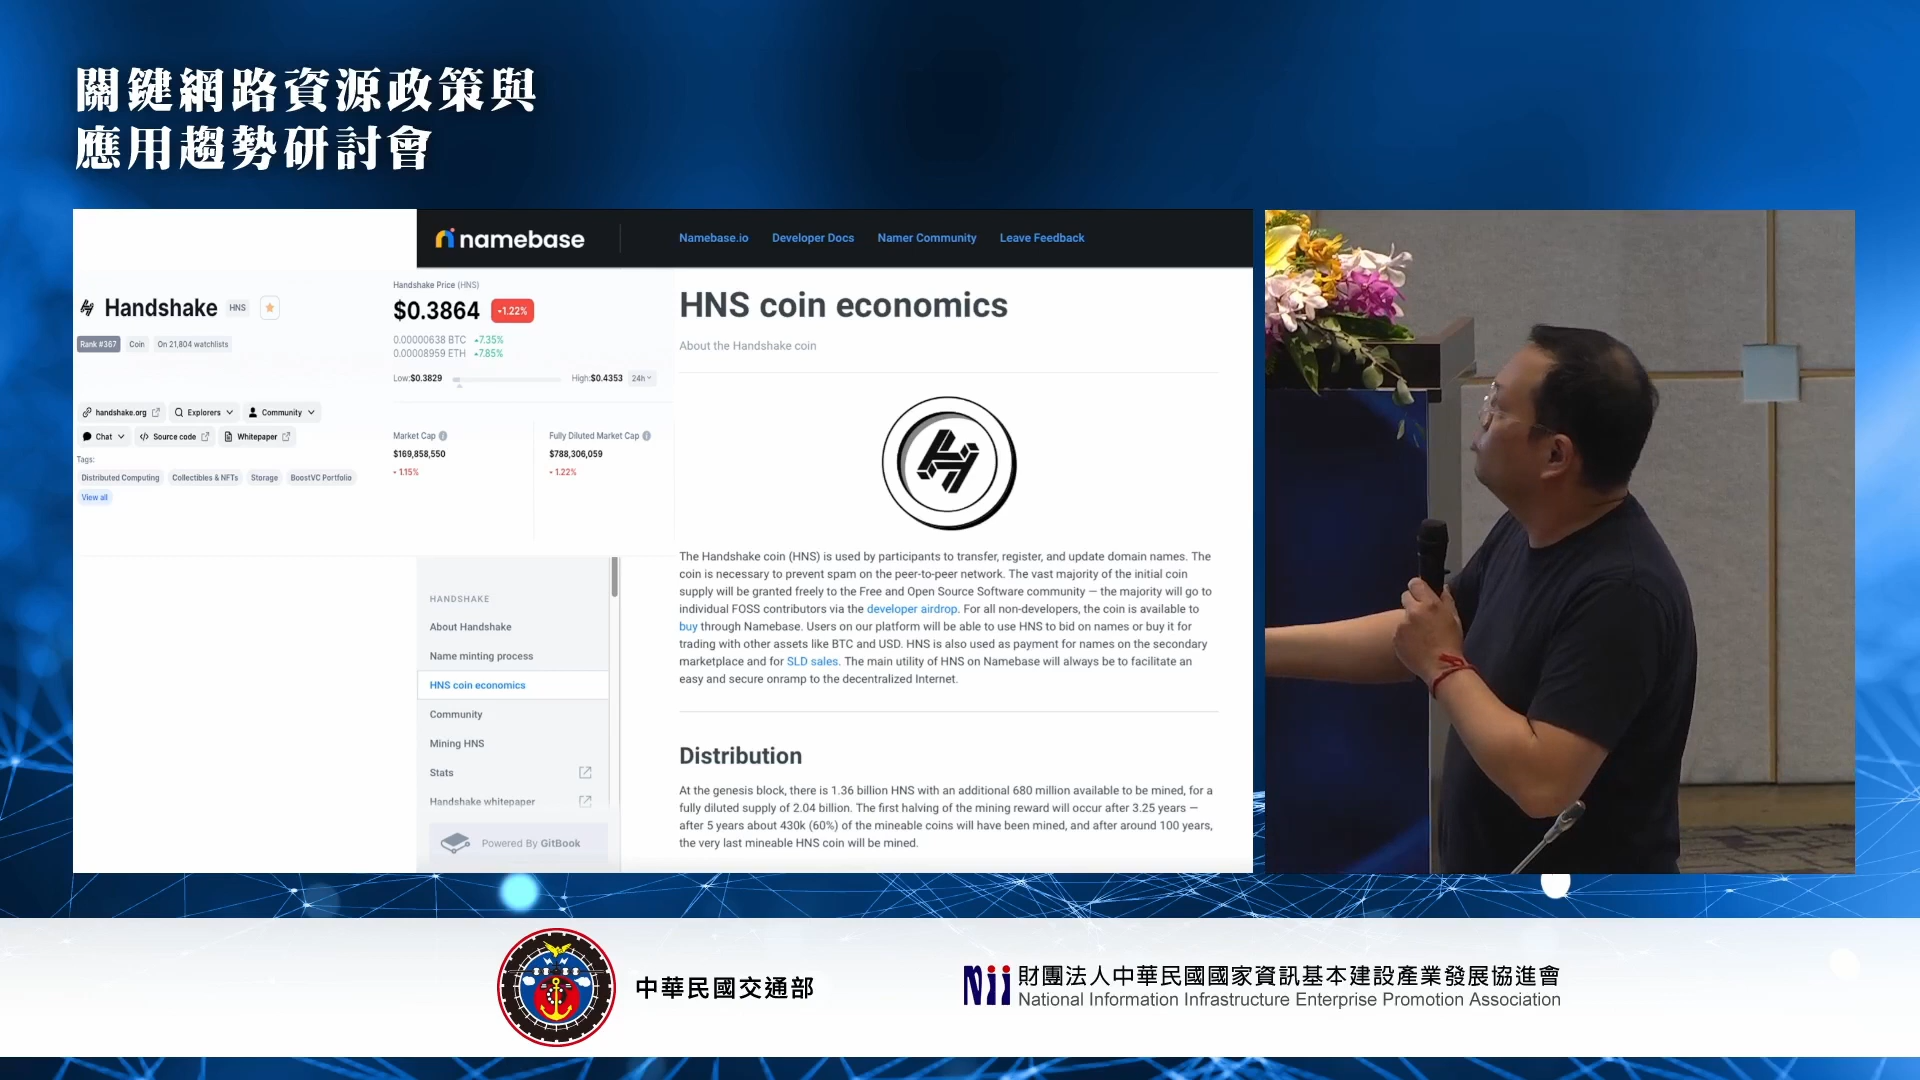 關鍵網路資源政策與
應用趨勢研討會
namebase
Namebase.io Developer Docs Namer Community Leave Feedback
Handshake HNS
Rank #367 Coin On 21,804 watchlists
handshake.org Explorers Community
Chat Source code Whitepaper
Tags:
Distributed Computing Collectibles & NFTs Storage BoostVC Portfolio
View all
Handshake Price (HNS)
$0.3864 -1.22%
0.00000638 BTC 7.35%
0.00008959 ETH 7.85%
Low:$0.3829 High:$0.4353 24h
Market Cap
$169,858,550
1.15%
Fully Diluted Market Cap
$788,306,059
1.22%
HANDSHAKE
About Handshake
Name minting process
HNS coin economics
Community
Mining HNS
Stats
Handshake whitepaper
Powered By GitBook
HNS coin economics
About the Handshake coin
The Handshake coin (HNS) is used by participants to transfer, register, and update domain names. The
coin is necessary to prevent spam on the peer-to-peer network. The vast majority of the initial coin
supply will be granted freely to the Free and Open Source Software community — the majority will go to
individual FOSS contributors via the developer airdrop. For all non-developers, the coin is available to
buy through Namebase. Users on our platform will be able to use HNS to bid on names or buy it for
trading with other assets like BTC and USD. HNS is also used as payment for names on the secondary
marketplace and for SLD sales. The main utility of HNS on Namebase will always be to facilitate an
easy and secure onramp to the decentralized Internet.
Distribution
At the genesis block, there is 1.36 billion HNS with an additional 680 million available to be mined, for a
fully diluted supply of 2.04 billion. The first halving of the mining reward will occur after 3.25 years —
after 5 years about 430k (60%) of the mineable coins will have been mined, and after around 100 years,
the very last mineable HNS coin will be mined.
中華民國交通部
nii 財團法人中華民國國家資訊基本建設產業發展協進會
National Information Infrastructure Enterprise Promotion Association